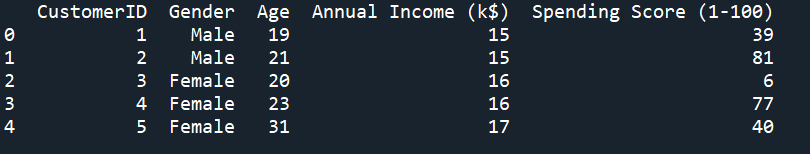 CustomerID Gender Age Annual Income (k$) Spending Score (1-100)
0 1 Male 19 15 39
1 2 Male 21 15 81
2 3 Female 20 16 6
3 4 Female 23 16 77
4 5 Female 31 17 40